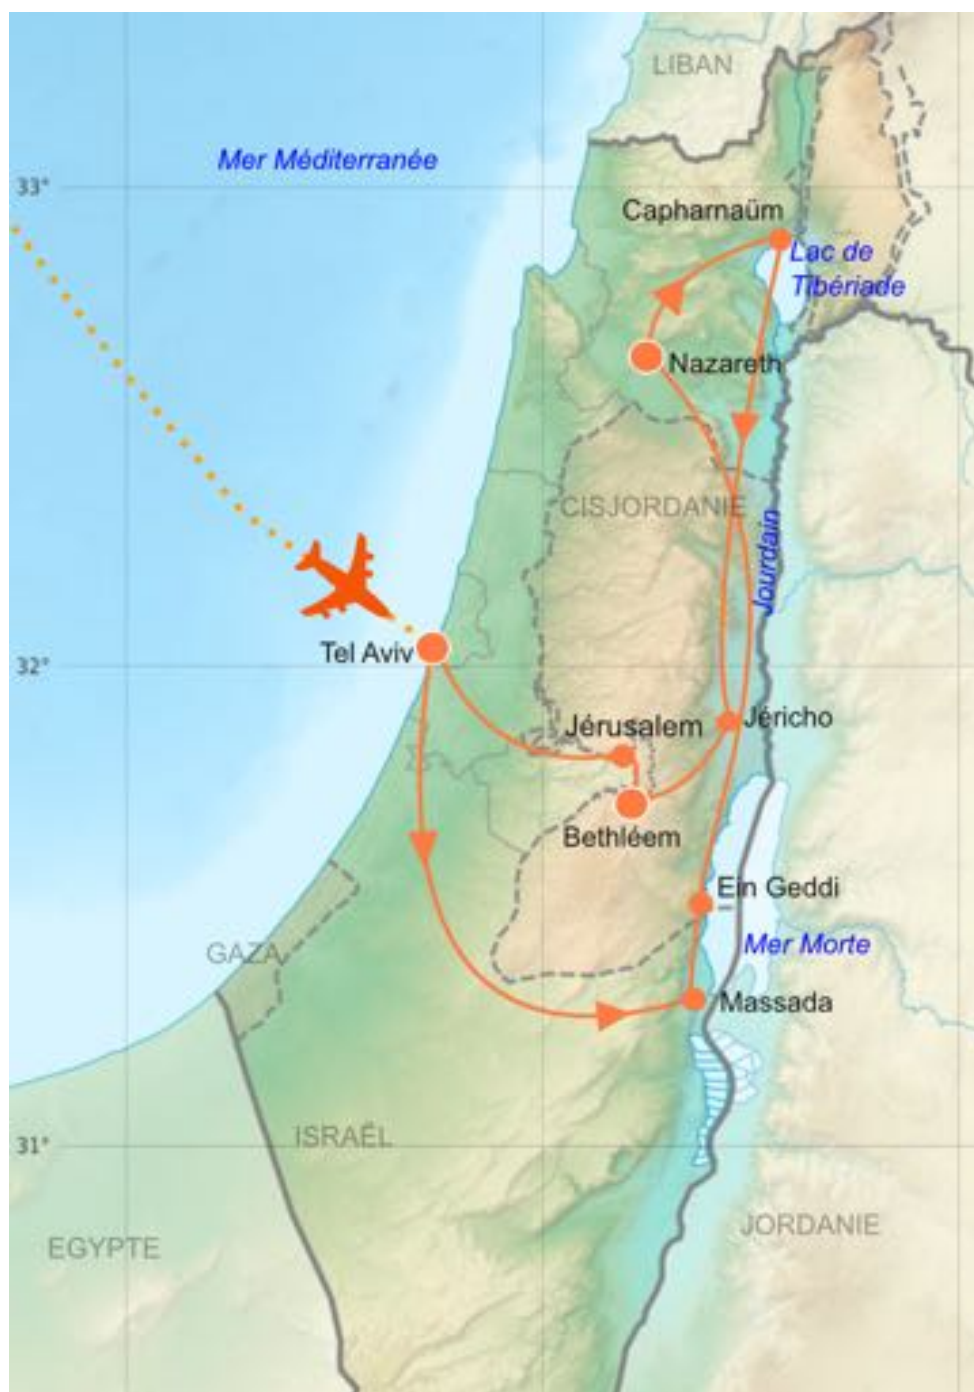 LIBAN
Mer Méditerranée
33°
Capharnaüm
Lac de
Tibériade
Nazareth
CISJORDANIE
Jourdain
Tel Aviv
32°
Jérusalem
Jéricho
Bethléem
Ein Geddi
Mer Morte
GAZA
Massada
ISRAËL
31°
JORDANIE
EGYPTE